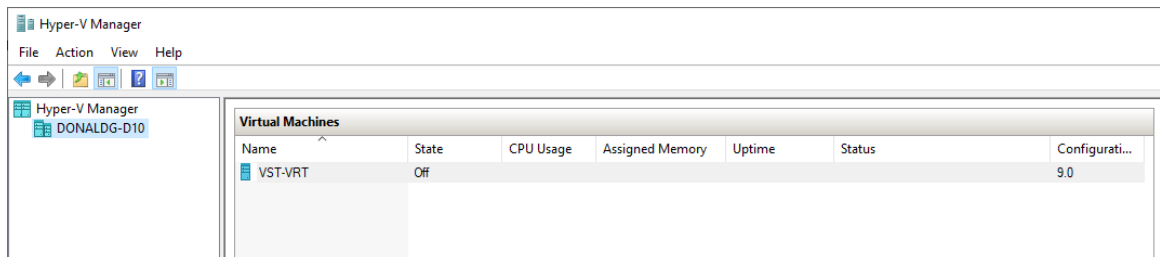 Hyper-V Manager
File Action View Help
Hyper-V Manager
DONALDG-D10
Virtual Machines
Name State CPU Usage Assigned Memory Uptime Status Configurati...
VST-VRT Off 9.0